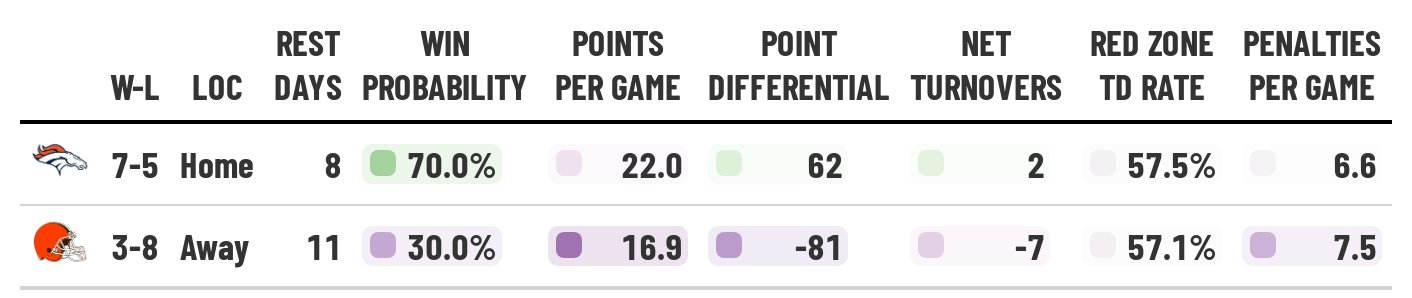 REST WIN POINTS POINT NET RED ZONE PENALTIES
W-L LOC DAYS PROBABILITY PER GAME DIFFERENTIAL TURNOVERS TD RATE PER GAME
7-5 Home 8 70.0% 22.0 62 2 57.5% 6.6
3-8 Away 11 30.0% 16.9 -81 -7 57.1% 7.5